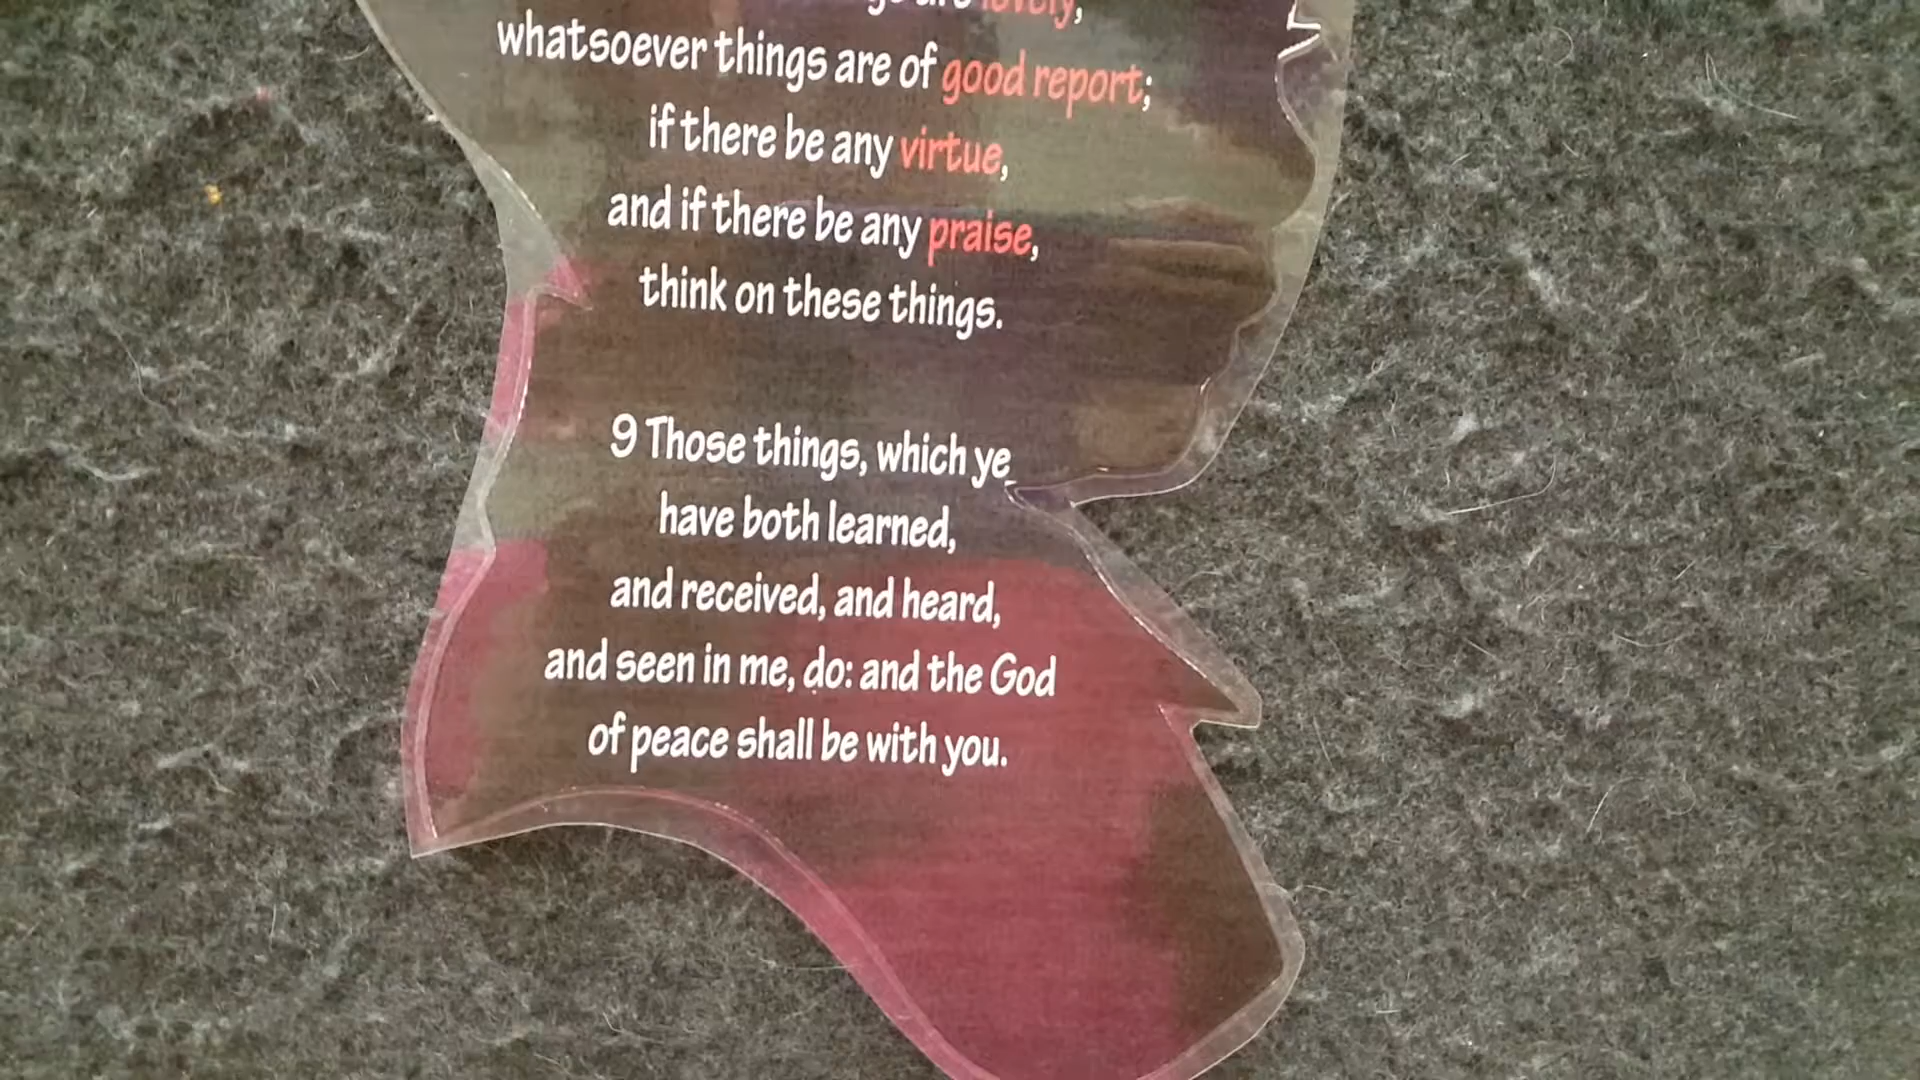 are lovely,
whatsoever things are of good report;
if there be any virtue,
and if there be any praise,
think on these things.
9 Those things, which ye
have both learned,
and received, and heard,
and seen in me, do: and the God
of peace shall be with you.